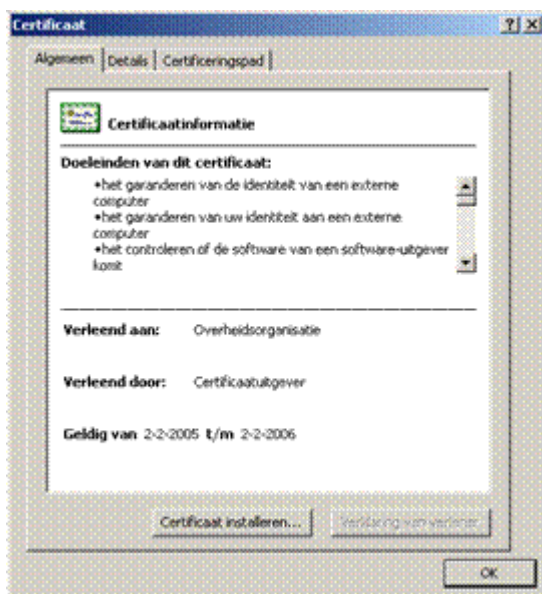 Certificaat
Algemeen Details Certificeringspad
Certificaatinformatie
Doeleinden van dit certificaat:
•het garanderen van de identiteit van een externe
computer
•het garanderen van uw identiteit aan een externe
computer
•het controleren of de software van een software-uitgever
komt
Verleend aan: Overheidsorganisatie
Verleend door: Certificaatuitgever
Geldig van 2-2-2005 t/m 2-2-2006
Certificaat installeren... Verklaring van verlener
OK